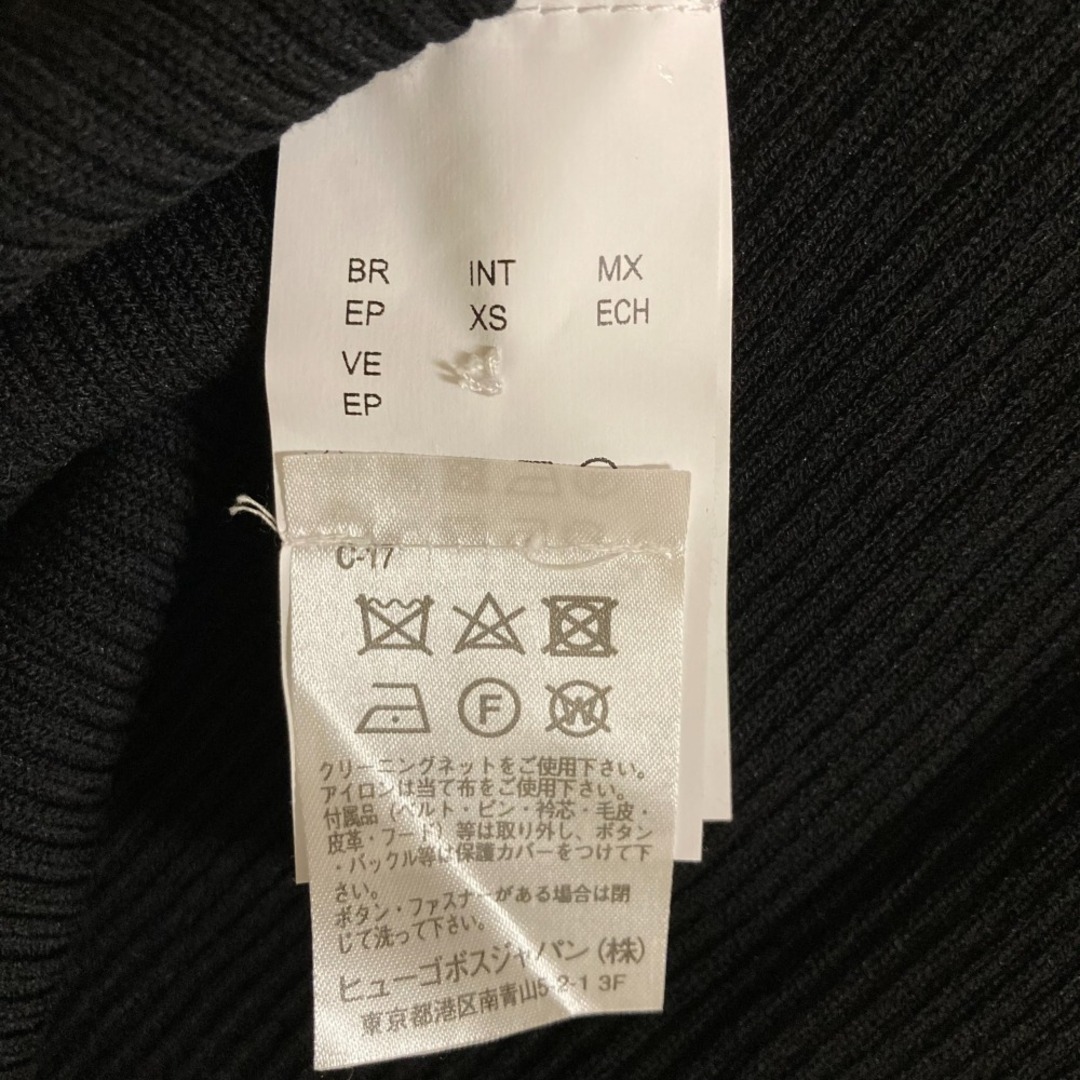 BR INT MX
EP XS ECH
VE
EP
C-17
F W
クリーニングネットをご使用下さい。
アイロンは当て布をご使用下さい。
付属品（ベルト・ピン・衿芯・毛皮・
皮革・フード）等は取り外し、ボタン
・バックル等は保護カバーをつけて下
さい。
ボタン・ファスナーがある場合は閉
じて洗って下さい。
ヒューゴボスジャパン(株)
東京都港区南青山5-2-1 3F